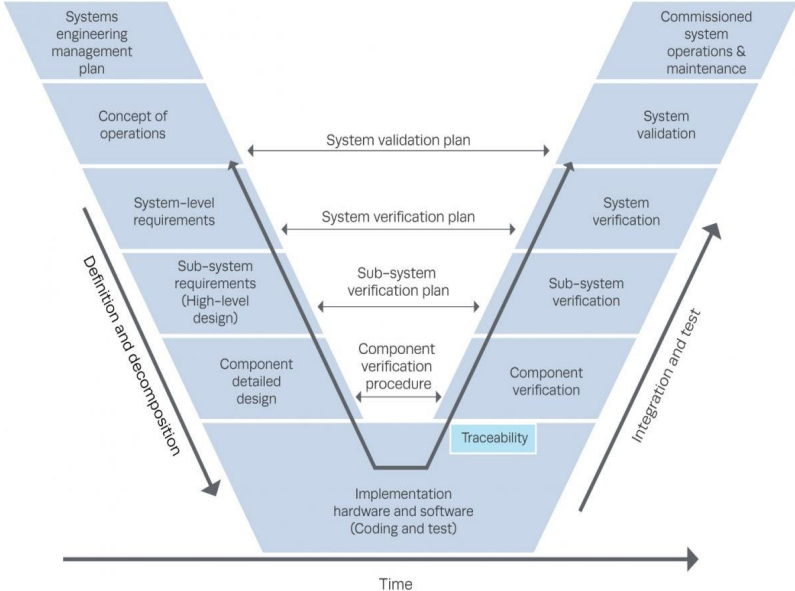 Systems
engineering
management
plan
Commissioned
system
operations &
maintenance
Concept of
operations
System validation plan
System
validation
System-level
requirements
System verification plan
System
verification
Sub-system
requirements
(High-level
design)
Sub-system
verification plan
Sub-system
verification
Component
detailed
design
Component
verification
procedure
Component
verification
Definition and decomposition
Integration and test
Traceability
Implementation
hardware and software
(Coding and test)
Time